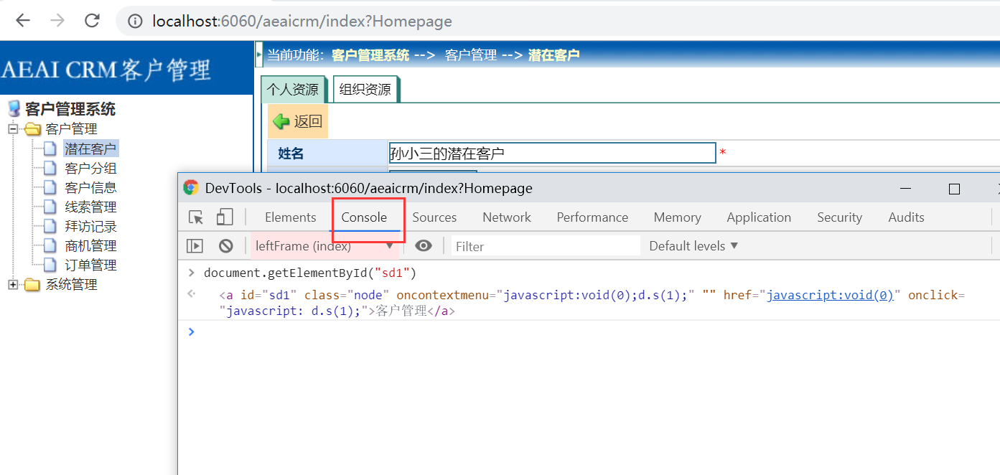 localhost:6060/aeaicrm/index?Homepage
AEAI CRM客户管理
当前功能: 客户管理系统 --> 客户管理 --> 潜在客户
个人资源 组织资源
返回
姓名 孙小三的潜在客户 *
客户管理系统
客户管理
潜在客户
客户分组
客户信息
线索管理
拜访记录
商机管理
订单管理
系统管理
DevTools - localhost:6060/aeaicrm/index?Homepage
Elements Console Sources Network Performance Memory Application Security Audits
leftFrame (index) Filter Default levels
document.getElementById("sd1")
<a id="sd1" class="node" oncontextmenu="javascript:void(0);d.s(1);" "" href="javascript:void(0)" onclick=
"javascript: d.s(1);">客户管理</a>